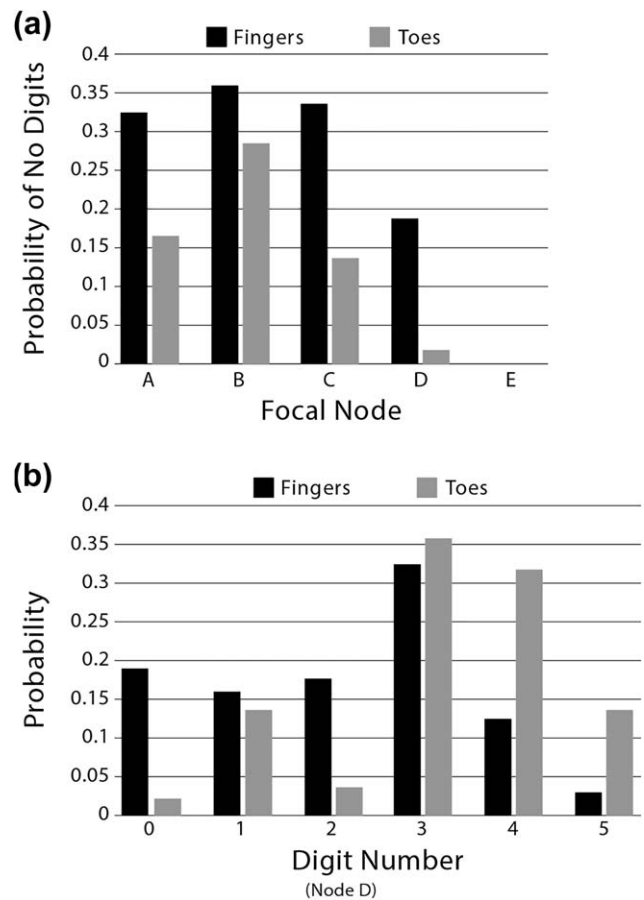 (a)
Fingers Toes
0.4
0.35
0.3
0.25
0.2
0.15
0.1
0.05
0
Probability of No Digits
A B C D E
Focal Node
(b)
Fingers Toes
0.4
0.35
0.3
0.25
0.2
0.15
0.1
0.05
0
Probability
0 1 2 3 4 5
Digit Number
(Node D)